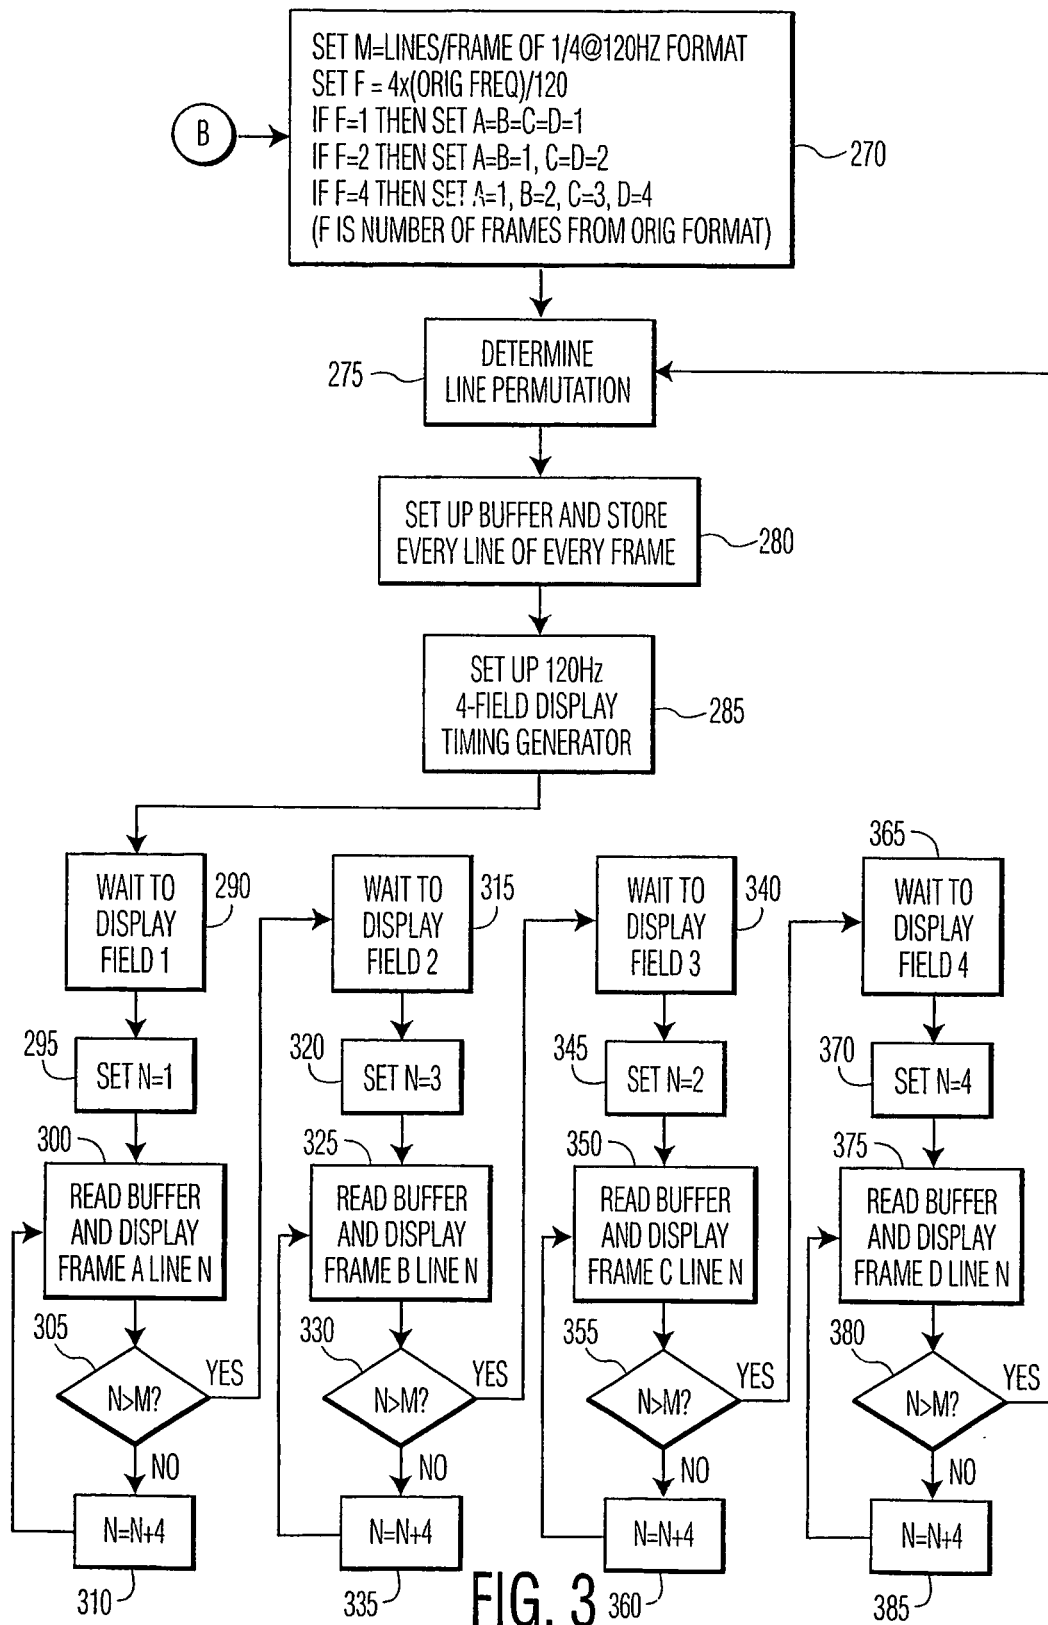 SET M=LINES/FRAME OF 1/4@120HZ FORMAT
SET F = 4x(ORIG FREQ)/120
IF F=1 THEN SET A=B=C=D=1
IF F=2 THEN SET A=B=1, C=D=2
IF F=4 THEN SET A=1, B=2, C=3, D=4
(F IS NUMBER OF FRAMES FROM ORIG FORMAT)
B
270
DETERMINE
LINE PERMUTATION
275
SET UP BUFFER AND STORE
EVERY LINE OF EVERY FRAME
280
SET UP 120Hz
4-FIELD DISPLAY
TIMING GENERATOR
285
WAIT TO
DISPLAY
FIELD 1
290
SET N=1
295
300
READ BUFFER
AND DISPLAY
FRAME A LINE N
305
N>M?
YES
NO
N=N+4
310
WAIT TO
DISPLAY
FIELD 2
315
320
SET N=3
325
READ BUFFER
AND DISPLAY
FRAME B LINE N
330
N>M?
YES
NO
N=N+4
335
WAIT TO
DISPLAY
FIELD 3
340
345
SET N=2
350
READ BUFFER
AND DISPLAY
FRAME C LINE N
355
N>M?
YES
NO
N=N+4
360
365
WAIT TO
DISPLAY
FIELD 4
370
SET N=4
375
READ BUFFER
AND DISPLAY
FRAME D LINE N
380
N>M?
YES
NO
N=N+4
385
FIG. 3